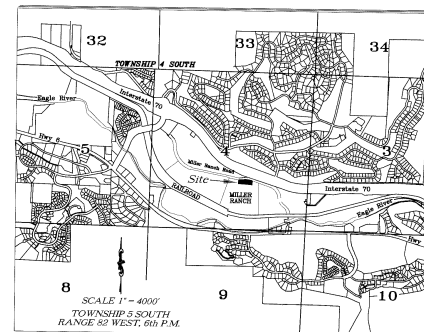 32
33
34
TOWNSHIP 4 SOUTH
Eagle River
Interstate 70
Hwy 6
5
4
3
Miller Ranch Road
Site
RAILROAD
MILLER
RANCH
Interstate 70
Eagle River
Hwy
8
9
10
SCALE 1" = 4000'
TOWNSHIP 5 SOUTH
RANGE 82 WEST, 6th P.M.